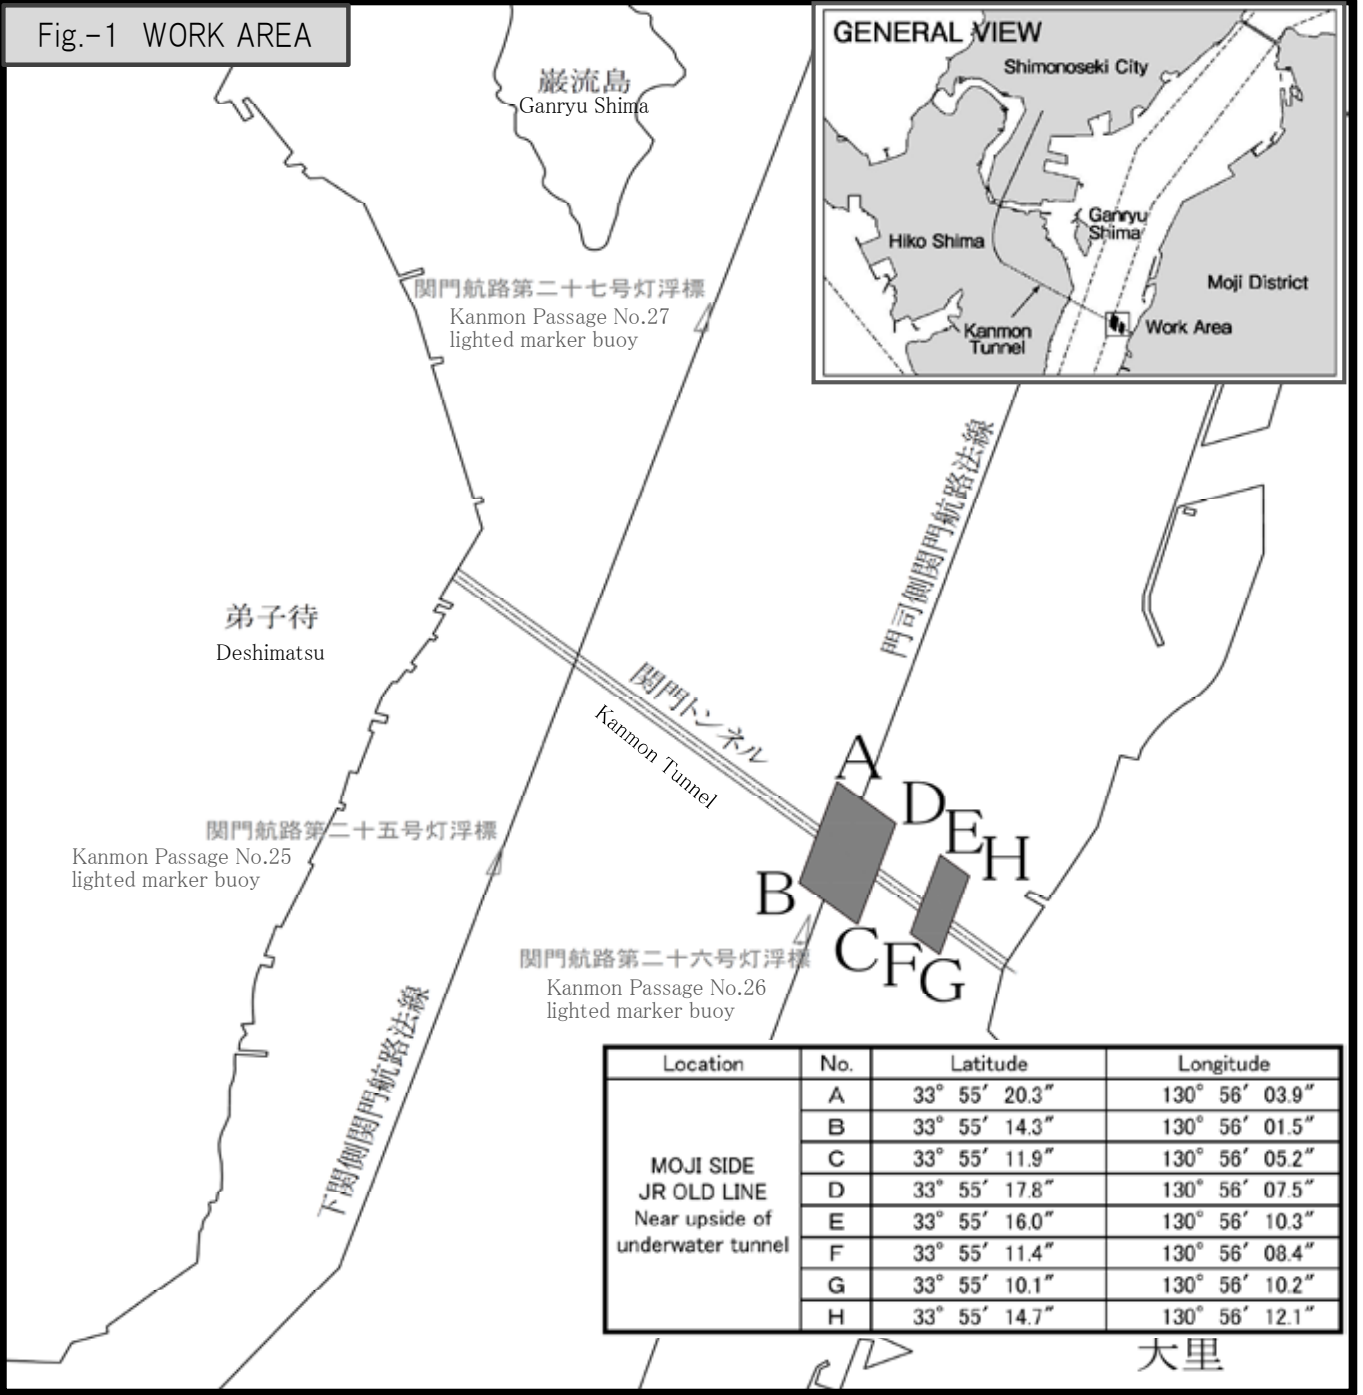 Fig.-1 WORK AREA
巌流島
Ganryu Shima
GENERAL VIEW
Shimonoseki City
Ganryu
Shima
Hiko Shima
Moji District
Kanmon
Tunnel
Work Area
関門航路第二十七号灯浮標
Kanmon Passage No.27
lighted marker buoy
門司側関門航路法線
弟子待
Deshimatsu
関門トンネル
Kanmon Tunnel
A
D
E
H
B
C
F
G
関門航路第二十五号灯浮標
Kanmon Passage No.25
lighted marker buoy
関門航路第二十六号灯浮標
Kanmon Passage No.26
lighted marker buoy
下関側関門航路法線
Location No. Latitude Longitude
MOJI SIDE
JR OLD LINE
Near upside of
underwater tunnel
A 33° 55′ 20.3″ 130° 56′ 03.9″
B 33° 55′ 14.3″ 130° 56′ 01.5″
C 33° 55′ 11.9″ 130° 56′ 05.2″
D 33° 55′ 17.8″ 130° 56′ 07.5″
E 33° 55′ 16.0″ 130° 56′ 10.3″
F 33° 55′ 11.4″ 130° 56′ 08.4″
G 33° 55′ 10.1″ 130° 56′ 10.2″
H 33° 55′ 14.7″ 130° 56′ 12.1″
大里